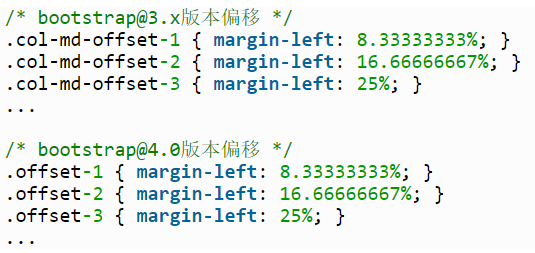 /* bootstrap@3.x版本偏移 */
.col-md-offset-1 { margin-left: 8.33333333%; }
.col-md-offset-2 { margin-left: 16.66666667%; }
.col-md-offset-3 { margin-left: 25%; }
...
/* bootstrap@4.0版本偏移 */
.offset-1 { margin-left: 8.33333333%; }
.offset-2 { margin-left: 16.66666667%; }
.offset-3 { margin-left: 25%; }
...